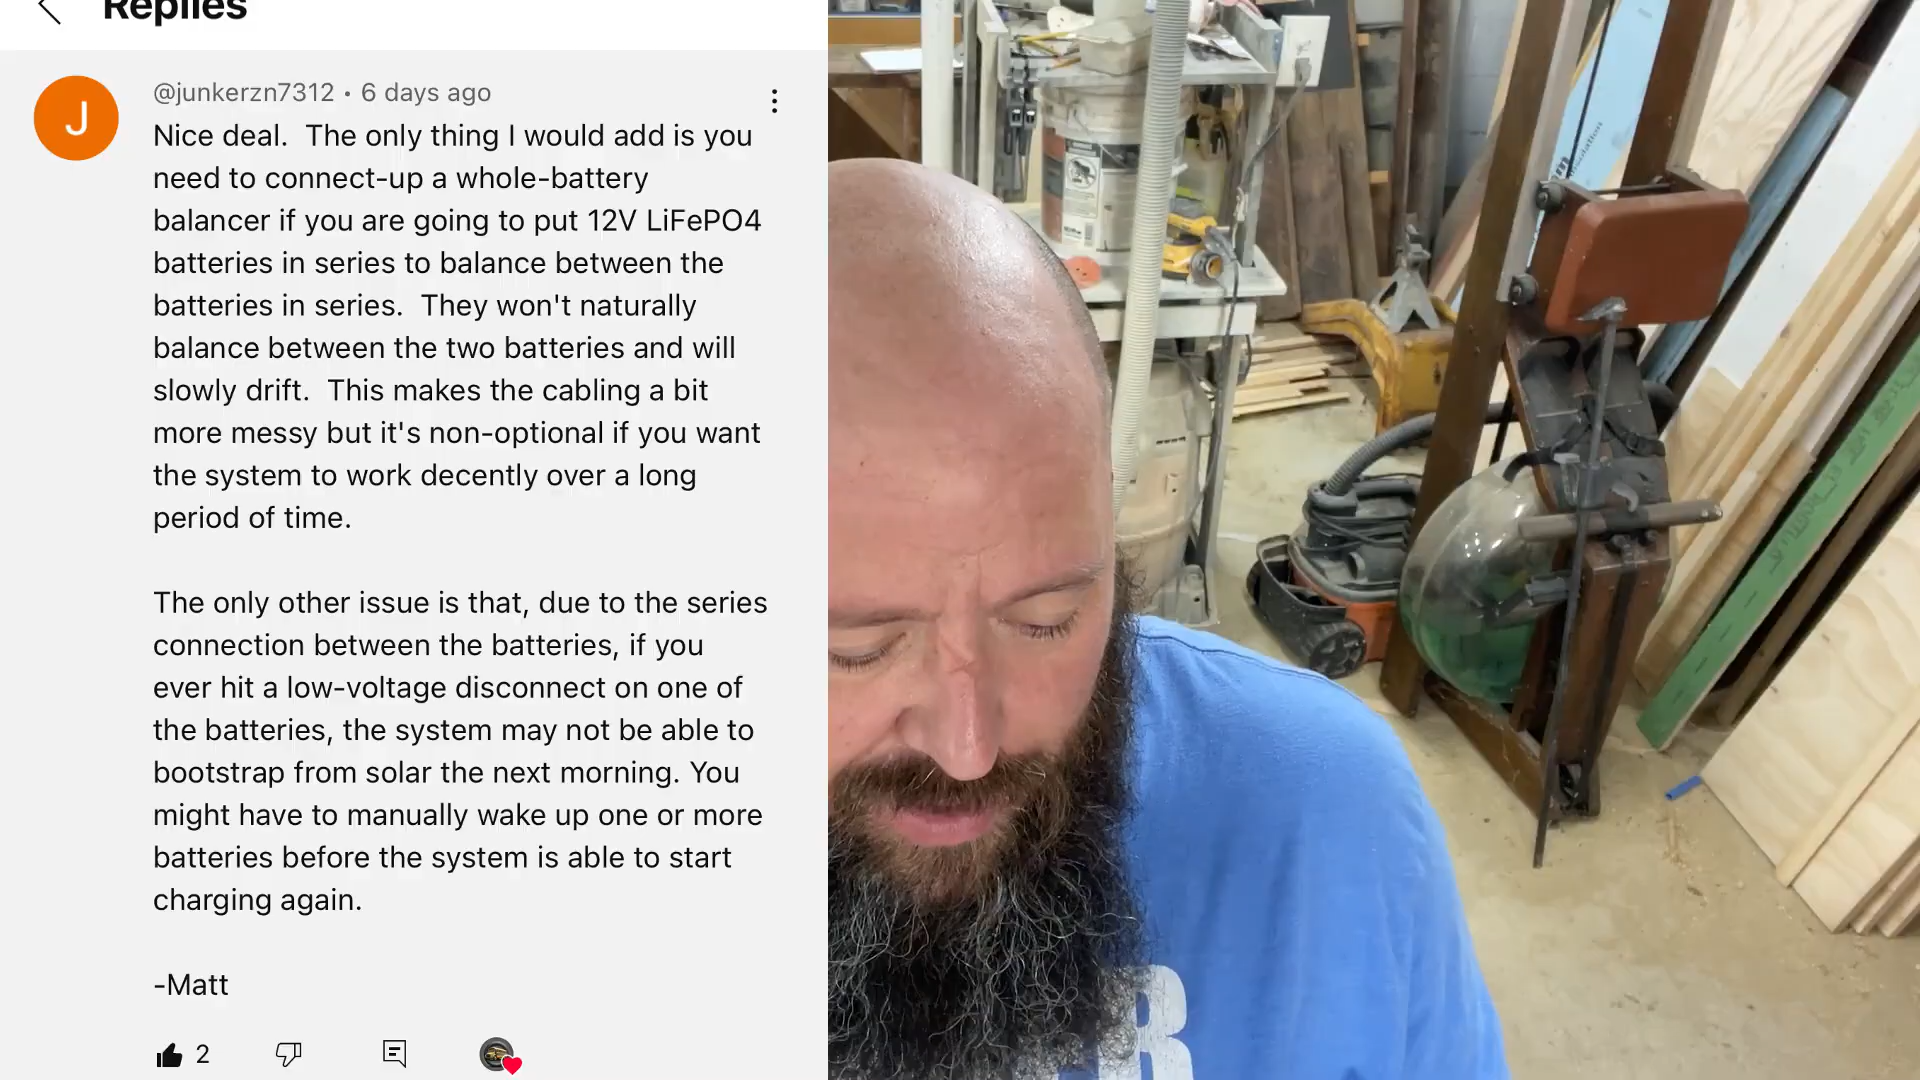 Replies
J
@junkerzn7312 • 6 days ago
Nice deal.  The only thing I would add is you
need to connect-up a whole-battery
balancer if you are going to put 12V LiFePO4
batteries in series to balance between the
batteries in series.  They won't naturally
balance between the two batteries and will
slowly drift.  This makes the cabling a bit
more messy but it's non-optional if you want
the system to work decently over a long
period of time.
The only other issue is that, due to the series
connection between the batteries, if you
ever hit a low-voltage disconnect on one of
the batteries, the system may not be able to
bootstrap from solar the next morning. You
might have to manually wake up one or more
batteries before the system is able to start
charging again.
-Matt
2
R